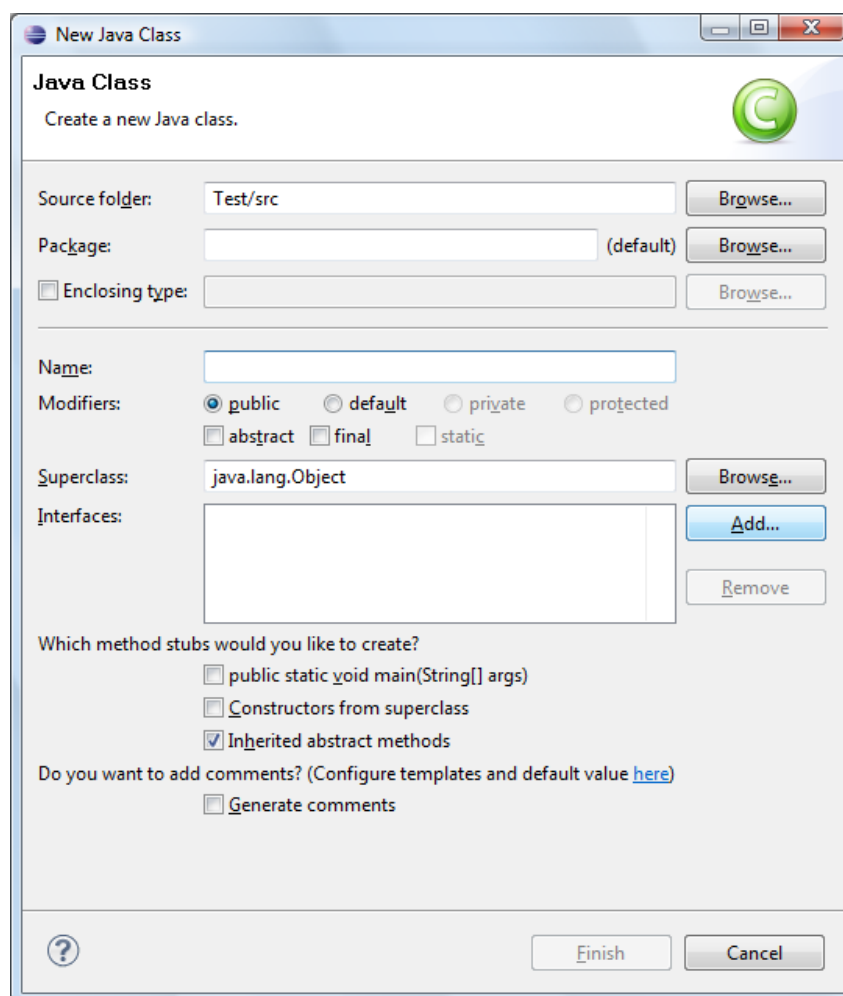 New Java Class
Java Class
Create a new Java class.
Source folder: Test/src Browse...
Package: (default) Browse...
Enclosing type: Browse...
Name:
Modifiers: public default private protected
abstract final static
Superclass: java.lang.Object Browse...
Interfaces: Add...
Remove
Which method stubs would you like to create?
public static void main(String[] args)
Constructors from superclass
Inherited abstract methods
Do you want to add comments? (Configure templates and default value here)
Generate comments
? Finish Cancel